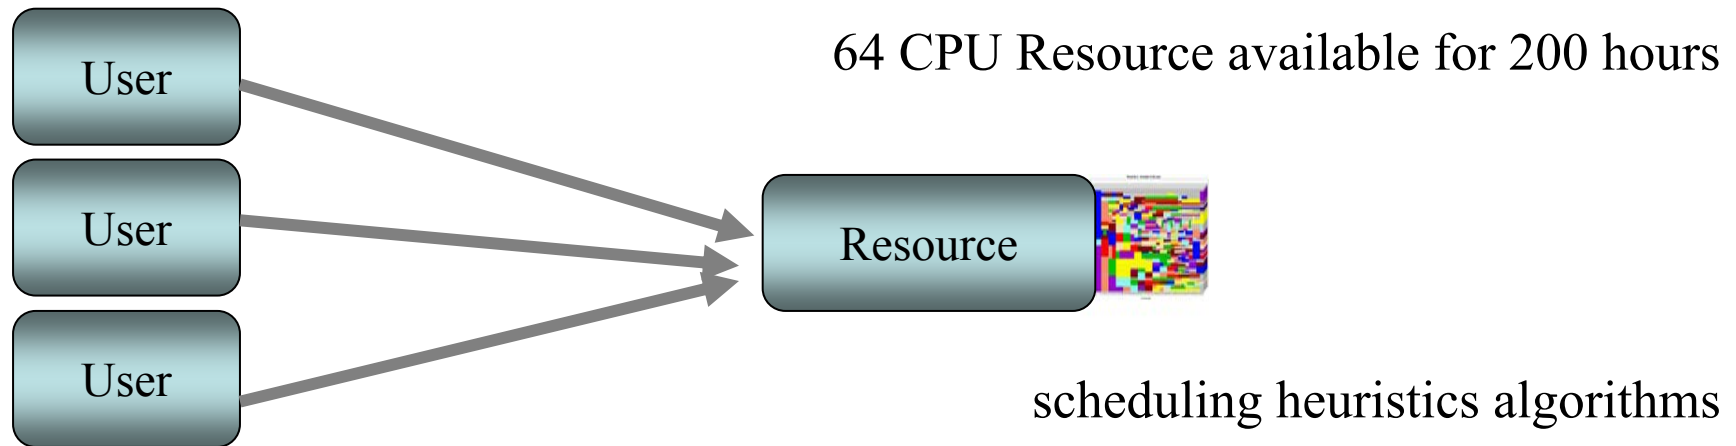 User
64 CPU Resource available for 200 hours
User
Resource
User
scheduling heuristics algorithms